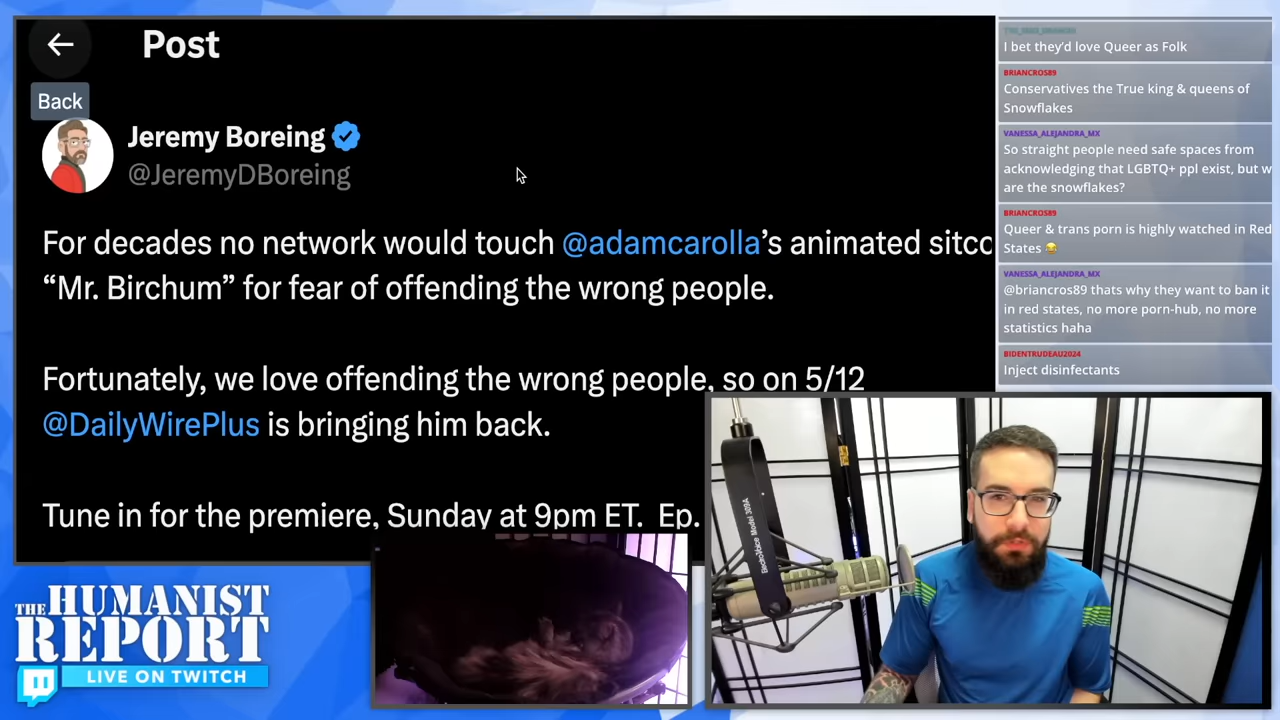 Post
Back
Jeremy Boreing
@JeremyDBoreing
For decades no network would touch @adamcarolla’s animated sitco
“Mr. Birchum” for fear of offending the wrong people.
Fortunately, we love offending the wrong people, so on 5/12
@DailyWirePlus is bringing him back.
Tune in for the premiere, Sunday at 9pm ET. Ep.
I bet they’d love Queer as Folk
BRIANCROS89
Conservatives the True king & queens of
Snowflakes
VANESSA_ALEJANDRA_MX
So straight people need safe spaces from
acknowledging that LGBTQ+ ppl exist, but w
are the snowflakes?
BRIANCROS89
Queer & trans porn is highly watched in Red
States 😂
VANESSA_ALEJANDRA_MX
@briancros89 thats why they want to ban it
in red states, no more porn-hub, no more
statistics haha
BIDENTRUDEAU2024
Inject disinfectants
THE HUMANIST
REPORT
LIVE ON TWITCH